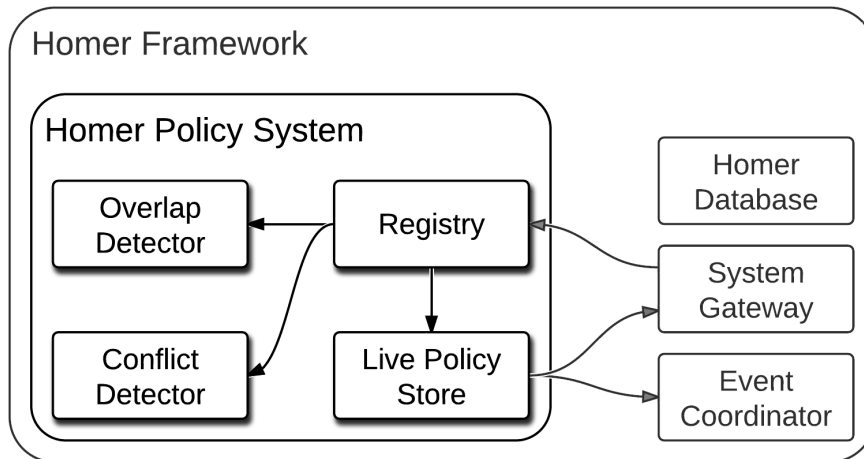 Homer Framework
Homer Policy System
Overlap
Detector
Registry
Conflict
Detector
Live Policy
Store
Homer
Database
System
Gateway
Event
Coordinator